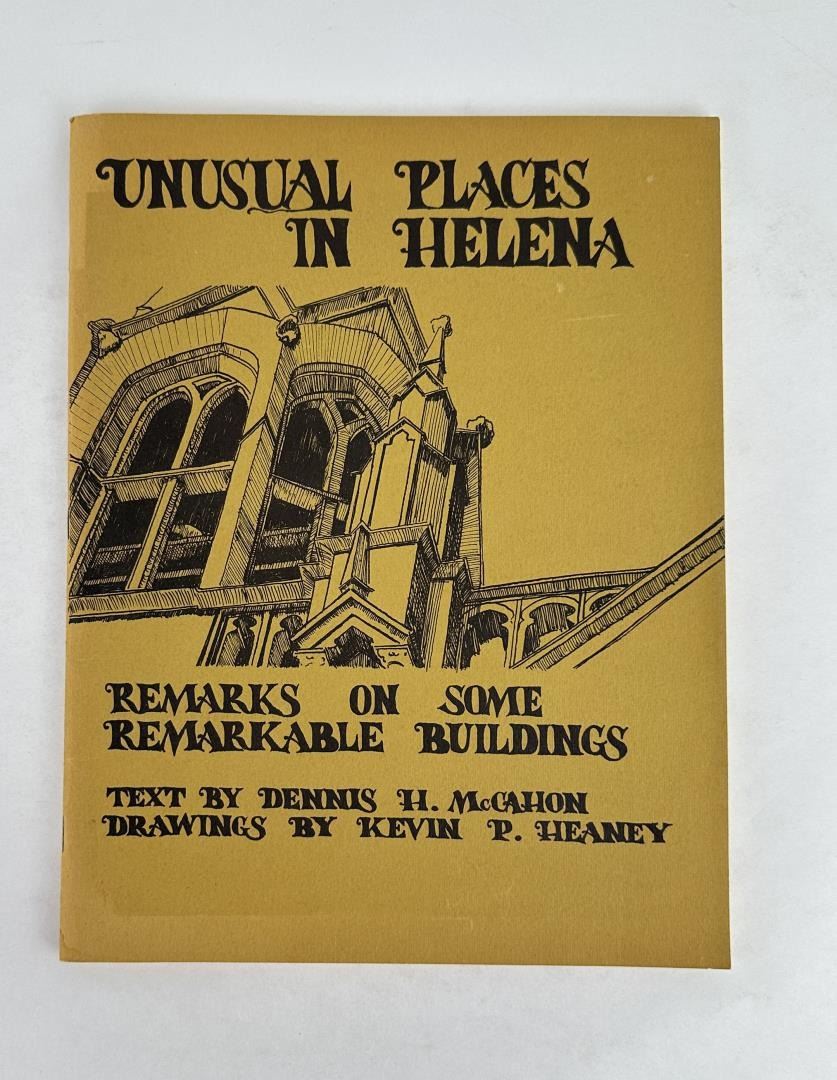 UNUSUAL PLACES
IN HELENA
REMARKS ON SOME
REMARKABLE BUILDINGS
TEXT BY DENNIS H. McCAHON
DRAWINGS BY KEVIN P. HEANEY